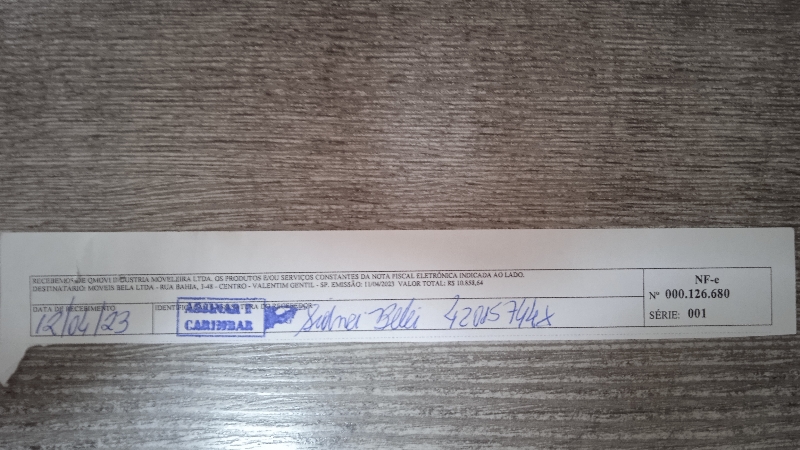 RECEBEMOS DE QMOVI INDUSTRIA MOVELEIRA LTDA. OS PRODUTOS E/OU SERVIÇOS CONSTANTES DA NOTA FISCAL ELETRÔNICA INDICADA AO LADO.
DESTINATÁRIO: MOVEIS BELA LTDA - RUA BAHIA, 3-48 - CENTRO - VALENTIM GENTIL - SP. EMISSÃO: 11/04/2023 VALOR TOTAL: R$ 10.838,64
NF-e
Nº 000.126.680
SÉRIE: 001
DATA DE RECEBIMENTO
12/04/23
ASSINAR E
CARIMBAR
Sidnei